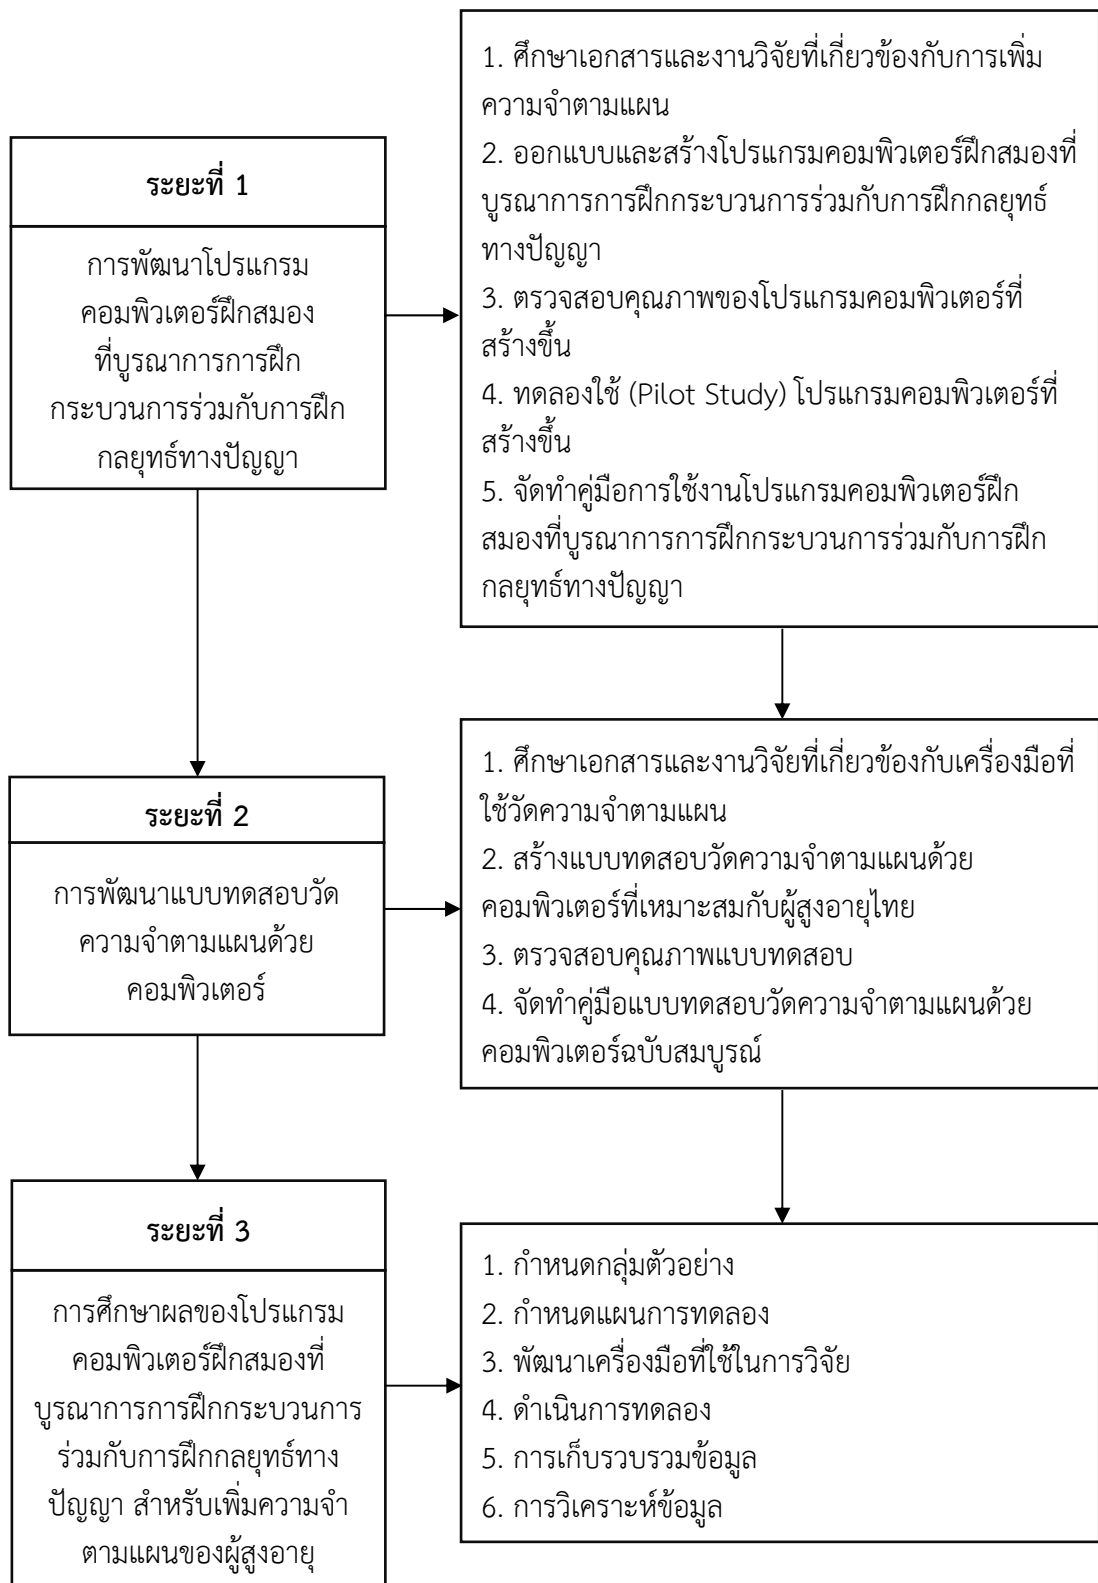 ระยะที่ 1
การพัฒนาโปรแกรม
คอมพิวเตอร์ฝึกสมอง
ที่บูรณาการการฝึก
กระบวนการร่วมกับการฝึก
กลยุทธ์ทางปัญญา
1. ศึกษาเอกสารและงานวิจัยที่เกี่ยวข้องกับการเพิ่ม
ความจำตามแผน
2. ออกแบบและสร้างโปรแกรมคอมพิวเตอร์ฝึกสมองที่
บูรณาการการฝึกกระบวนการร่วมกับการฝึกกลยุทธ์
ทางปัญญา
3. ตรวจสอบคุณภาพของโปรแกรมคอมพิวเตอร์ที่
สร้างขึ้น
4. ทดลองใช้ (Pilot Study) โปรแกรมคอมพิวเตอร์ที่
สร้างขึ้น
5. จัดทำคู่มือการใช้งานโปรแกรมคอมพิวเตอร์ฝึก
สมองที่บูรณาการการฝึกกระบวนการร่วมกับการฝึก
กลยุทธ์ทางปัญญา
ระยะที่ 2
การพัฒนาแบบทดสอบวัด
ความจำตามแผนด้วย
คอมพิวเตอร์
1. ศึกษาเอกสารและงานวิจัยที่เกี่ยวข้องกับเครื่องมือที่
ใช้วัดความจำตามแผน
2. สร้างแบบทดสอบวัดความจำตามแผนด้วย
คอมพิวเตอร์ที่เหมาะสมกับผู้สูงอายุไทย
3. ตรวจสอบคุณภาพแบบทดสอบ
4. จัดทำคู่มือแบบทดสอบวัดความจำตามแผนด้วย
คอมพิวเตอร์ฉบับสมบูรณ์
ระยะที่ 3
การศึกษาผลของโปรแกรม
คอมพิวเตอร์ฝึกสมองที่
บูรณาการการฝึกกระบวนการ
ร่วมกับการฝึกกลยุทธ์ทาง
ปัญญา สำหรับเพิ่มความจำ
ตามแผนของผู้สูงอายุ
1. กำหนดกลุ่มตัวอย่าง
2. กำหนดแผนการทดลอง
3. พัฒนาเครื่องมือที่ใช้ในการวิจัย
4. ดำเนินการทดลอง
5. การเก็บรวบรวมข้อมูล
6. การวิเคราะห์ข้อมูล